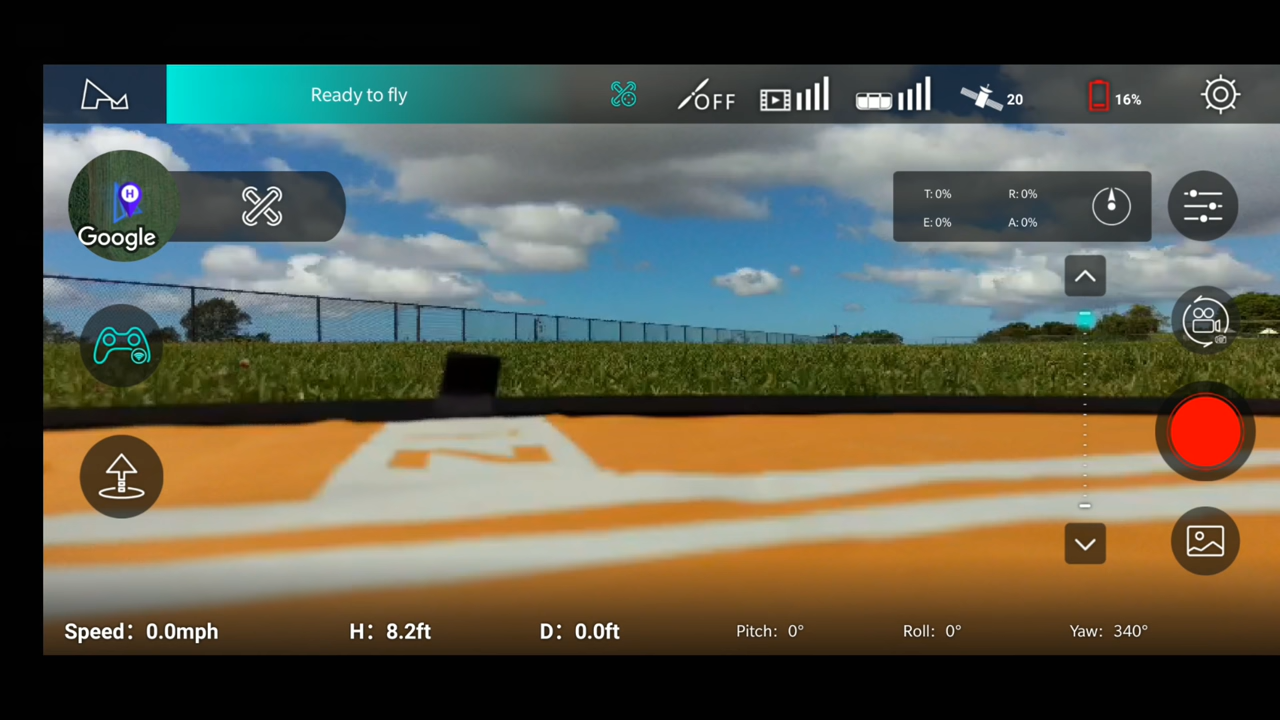 Ready to fly
OFF
20
16%
H
Google
T: 0%
R: 0%
E: 0%
A: 0%
Speed: 0.0mph
H: 8.2ft
D: 0.0ft
Pitch: 0°
Roll: 0°
Yaw: 340°